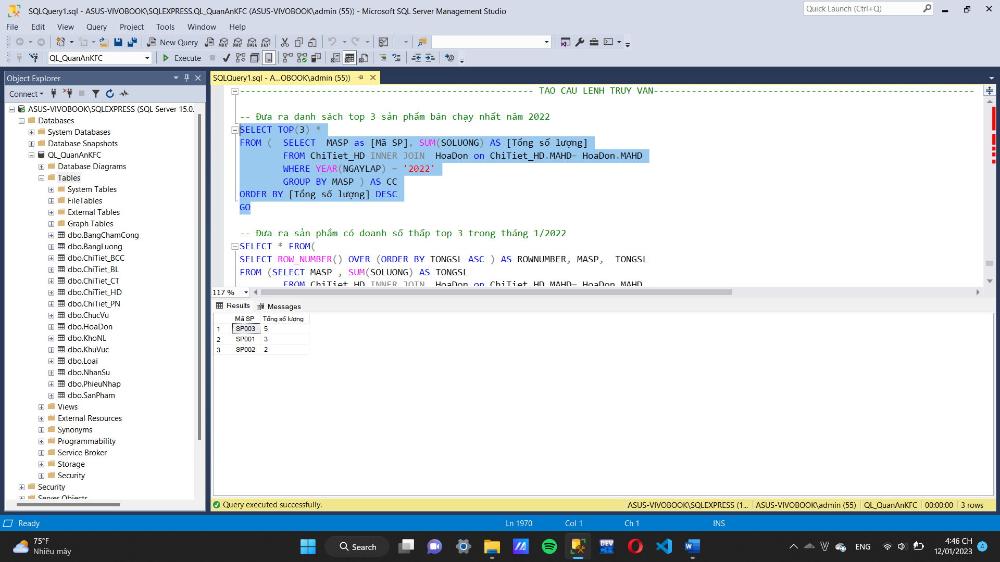 SQLQuery1.sql - ASUS-VIVOBOOK\SQLEXPRESS.QL_QuanAnKFC (ASUS-VIVOBOOK\admin (55)) - Microsoft SQL Server Management Studio
Quick Launch (Ctrl+Q)
File Edit View Query Project Tools Window Help
New Query MDX DMX XMLA DAX
QL_QuanAnKFC Execute
Object Explorer
Connect
ASUS-VIVOBOOK\SQLEXPRESS (SQL Server 15.0.
Databases
System Databases
Database Snapshots
QL_QuanAnKFC
Database Diagrams
Tables
System Tables
FileTables
External Tables
Graph Tables
dbo.BangChamCong
dbo.BangLuong
dbo.ChiTiet_BCC
dbo.ChiTiet_BL
dbo.ChiTiet_CT
dbo.ChiTiet_HD
dbo.ChiTiet_PN
dbo.ChucVu
dbo.HoaDon
dbo.KhoNL
dbo.KhuVuc
dbo.Loai
dbo.NhanSu
dbo.PhieuNhap
dbo.SanPham
Views
External Resources
Synonyms
Programmability
Service Broker
Storage
Security
Security
Server Objects
SQLQuery1.sql - A...OBOOK\admin (55))
------------------------------------------------------ TAO CAU LENH TRUY VAN-----------------------------------------------------------
-- Đưa ra danh sách top 3 sản phẩm bán chạy nhất năm 2022
SELECT TOP(3) *
FROM ( SELECT MASP as [Mã SP], SUM(SOLUONG) AS [Tổng số lượng]
FROM ChiTiet_HD INNER JOIN HoaDon on ChiTiet_HD.MAHD= HoaDon.MAHD
WHERE YEAR(NGAYLAP) = '2022'
GROUP BY MASP ) AS CC
ORDER BY [Tổng số lượng] DESC
GO
-- Đưa ra sản phẩm có doanh số thấp top 3 trong tháng 1/2022
SELECT * FROM(
SELECT ROW_NUMBER() OVER (ORDER BY TONGSL ASC ) AS ROWNUMBER, MASP, TONGSL
FROM (SELECT MASP , SUM(SOLUONG) AS TONGSL
FROM ChiTiet_HD INNER JOIN HoaDon on ChiTiet_HD.MAHD= HoaDon.MAHD
117 %
Results Messages
Mã SP Tổng số lượng
1 SP003 5
2 SP001 3
3 SP002 2
Query executed successfully.
ASUS-VIVOBOOK\SQLEXPRESS (1... ASUS-VIVOBOOK\admin (55) QL_QuanAnKFC 00:00:00 3 rows
Ready Ln 1970 Col 1 Ch 1 INS
75°F
Nhiều mây
Search
DEV C++
W
ENG
4:46 CH
12/01/2023
4